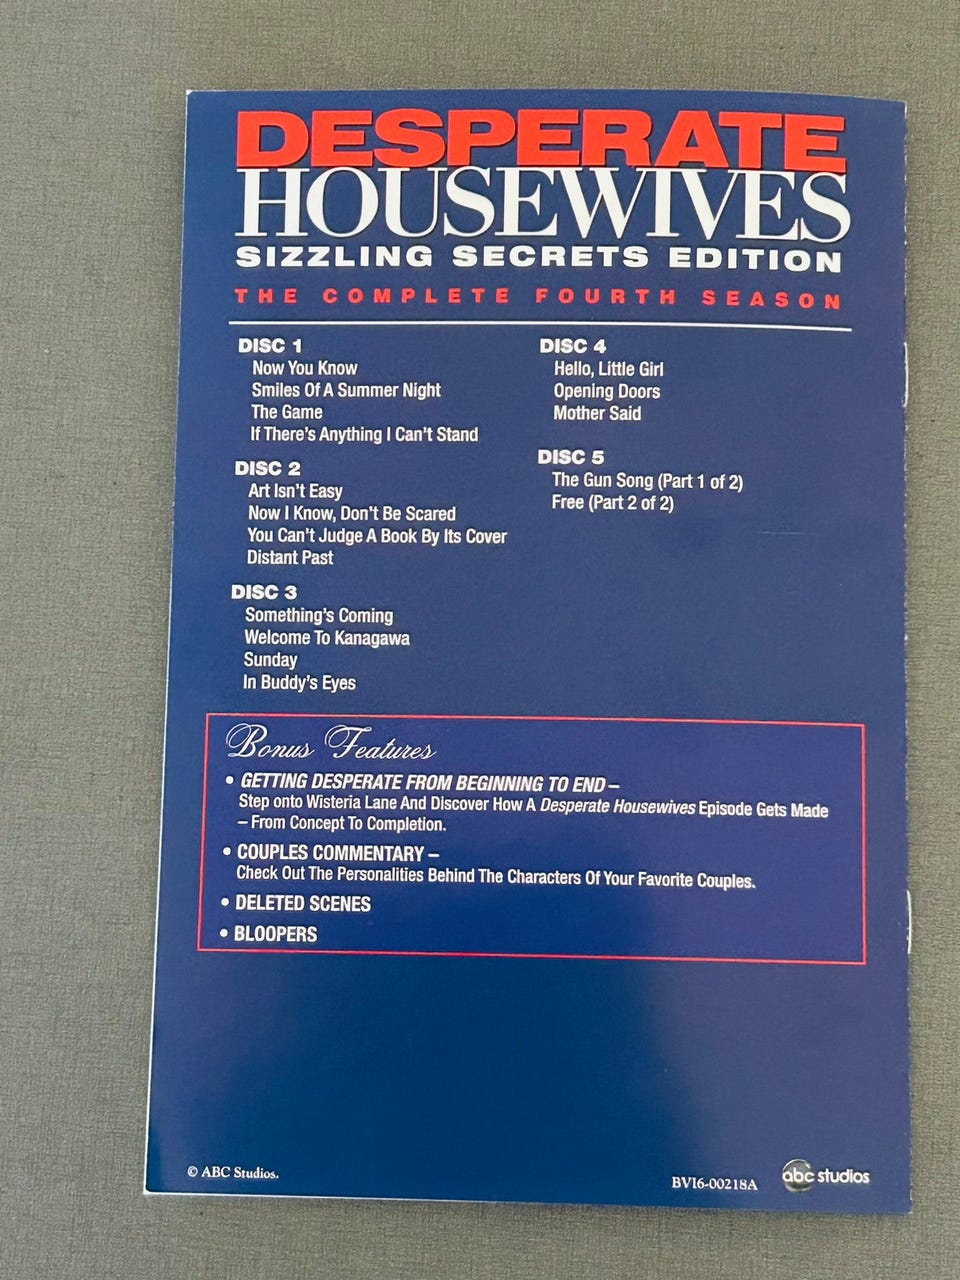 DESPERATE
HOUSEWIVES
SIZZLING SECRETS EDITION
THE COMPLETE FOURTH SEASON
DISC 1
Now You Know
Smiles Of A Summer Night
The Game
If There's Anything I Can't Stand
DISC 2
Art Isn't Easy
Now I Know, Don't Be Scared
You Can't Judge A Book By Its Cover
Distant Past
DISC 3
Something's Coming
Welcome To Kanagawa
Sunday
In Buddy's Eyes
DISC 4
Hello, Little Girl
Opening Doors
Mother Said
DISC 5
The Gun Song (Part 1 of 2)
Free (Part 2 of 2)
Bonus Features
• GETTING DESPERATE FROM BEGINNING TO END –
Step onto Wisteria Lane And Discover How A Desperate Housewives Episode Gets Made
– From Concept To Completion.
• COUPLES COMMENTARY –
Check Out The Personalities Behind The Characters Of Your Favorite Couples.
• DELETED SCENES
• BLOOPERS
© ABC Studios.
BV16-00218A
abc studios